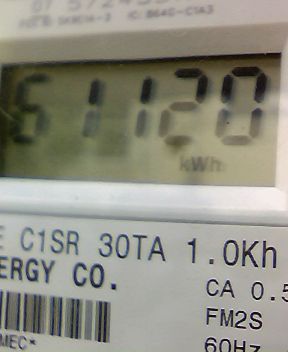 61120
kWh
C1SR 30TA 1.0Kh
ERGY CO.
CA 0.5
FM2S
60Hz